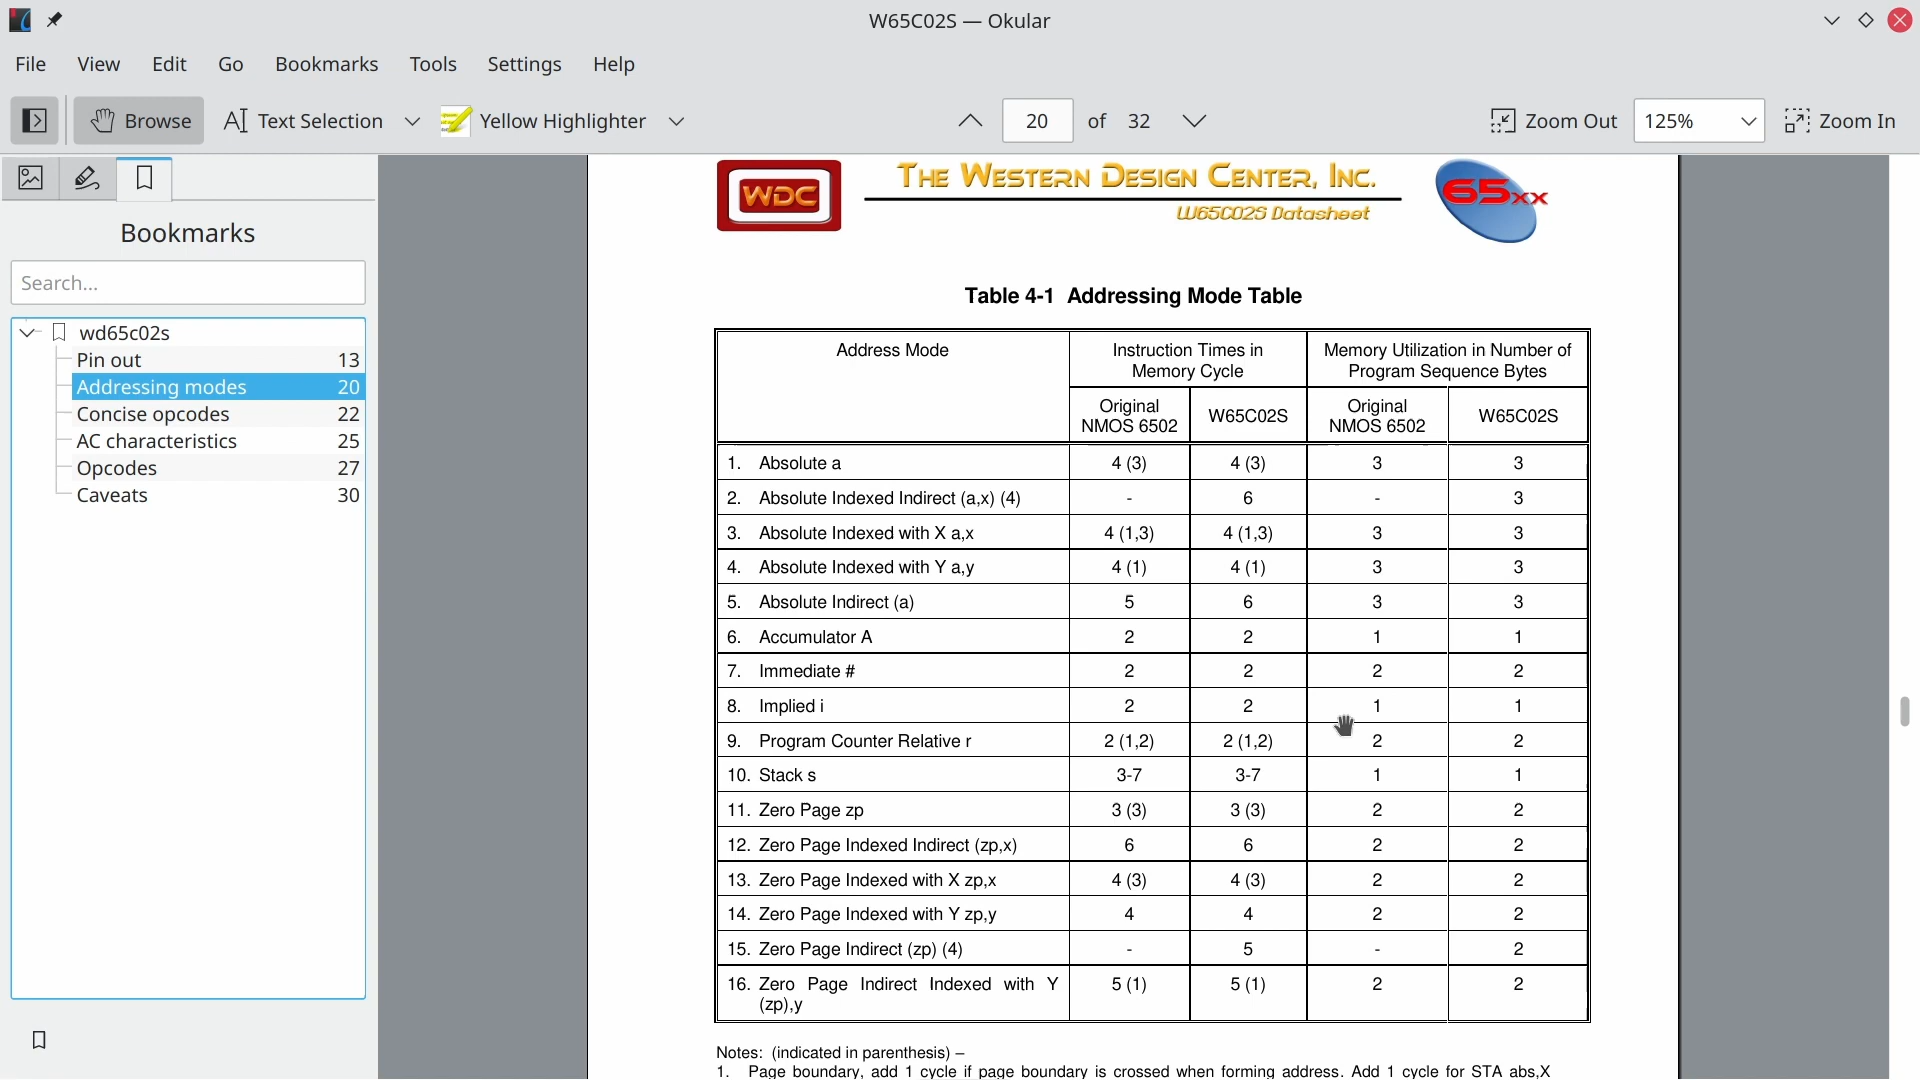 W65C02S — Okular
File View Edit Go Bookmarks Tools Settings Help
Browse Text Selection Yellow Highlighter 20 of 32 Zoom Out 125% Zoom In
Bookmarks
Search...
wd65c02s
Pin out 13
Addressing modes 20
Concise opcodes 22
AC characteristics 25
Opcodes 27
Caveats 30
WDC
THE WESTERN DESIGN CENTER, INC.
W65C02S Datasheet
65xx
Table 4-1 Addressing Mode Table
Address Mode
Instruction Times in
Memory Cycle
Memory Utilization in Number of
Program Sequence Bytes
Original
NMOS 6502
W65C02S
Original
NMOS 6502
W65C02S
1. Absolute a 4 (3) 4 (3) 3 3
2. Absolute Indexed Indirect (a,x) (4) - 6 - 3
3. Absolute Indexed with X a,x 4 (1,3) 4 (1,3) 3 3
4. Absolute Indexed with Y a,y 4 (1) 4 (1) 3 3
5. Absolute Indirect (a) 5 6 3 3
6. Accumulator A 2 2 1 1
7. Immediate # 2 2 2 2
8. Implied i 2 2 1 1
9. Program Counter Relative r 2 (1,2) 2 (1,2) 2 2
10. Stack s 3-7 3-7 1 1
11. Zero Page zp 3 (3) 3 (3) 2 2
12. Zero Page Indexed Indirect (zp,x) 6 6 2 2
13. Zero Page Indexed with X zp,x 4 (3) 4 (3) 2 2
14. Zero Page Indexed with Y zp,y 4 4 2 2
15. Zero Page Indirect (zp) (4) - 5 - 2
16. Zero Page Indirect Indexed with Y 5 (1) 5 (1) 2 2
(zp),y
Notes: (indicated in parenthesis) –
1. Page boundary, add 1 cycle if page boundary is crossed when forming address. Add 1 cycle for STA abs,X